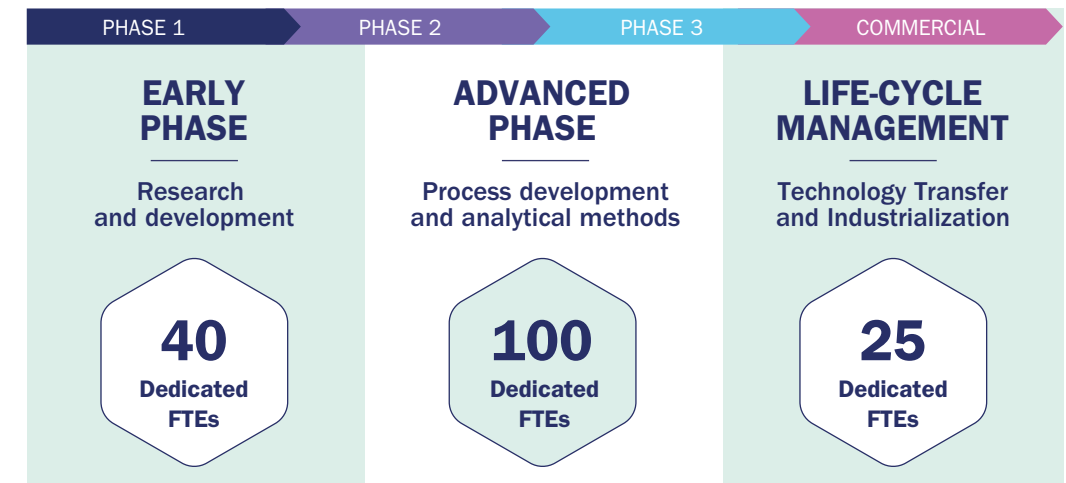 PHASE 1
PHASE 2
PHASE 3
COMMERCIAL
EARLY
PHASE
Research
and development
40
Dedicated
FTEs
ADVANCED
PHASE
Process development
and analytical methods
100
Dedicated
FTEs
LIFE-CYCLE
MANAGEMENT
Technology Transfer
and Industrialization
25
Dedicated
FTEs